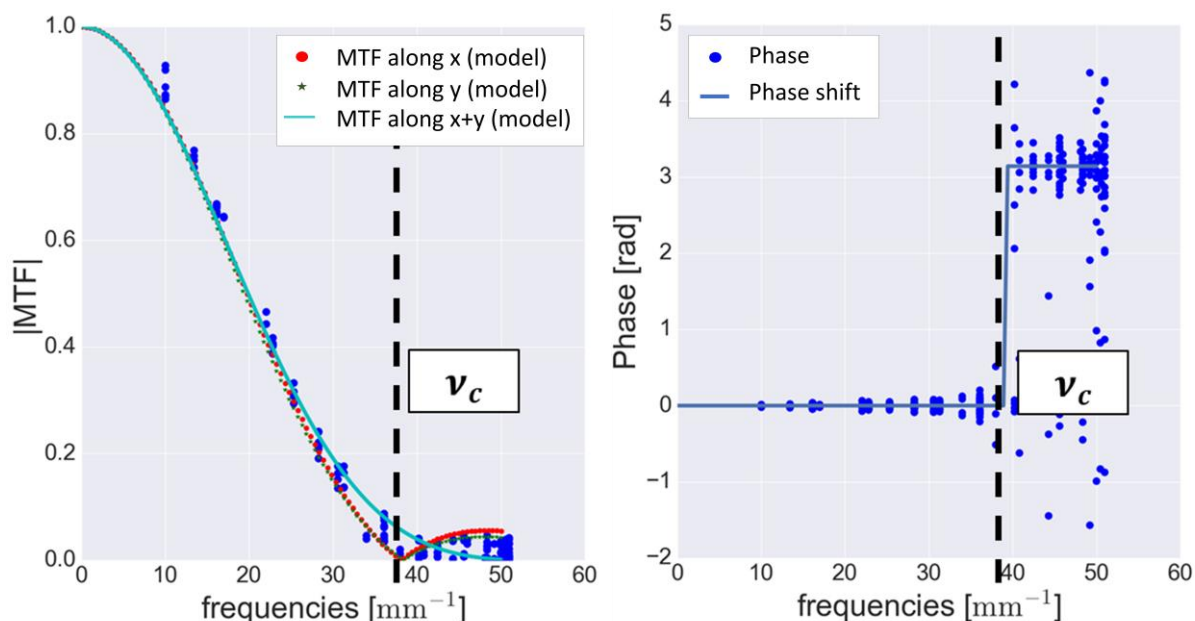 1.0
0.8
0.6
0.4
0.2
0.0
|MTF|
MTF along x (model)
MTF along y (model)
MTF along x+y (model)
ν_c
0 10 20 30 40 50 60
frequencies [mm⁻¹]
5
4
3
2
1
0
−1
−2
Phase [rad]
Phase
Phase shift
ν_c
0 10 20 30 40 50 60
frequencies [mm⁻¹]